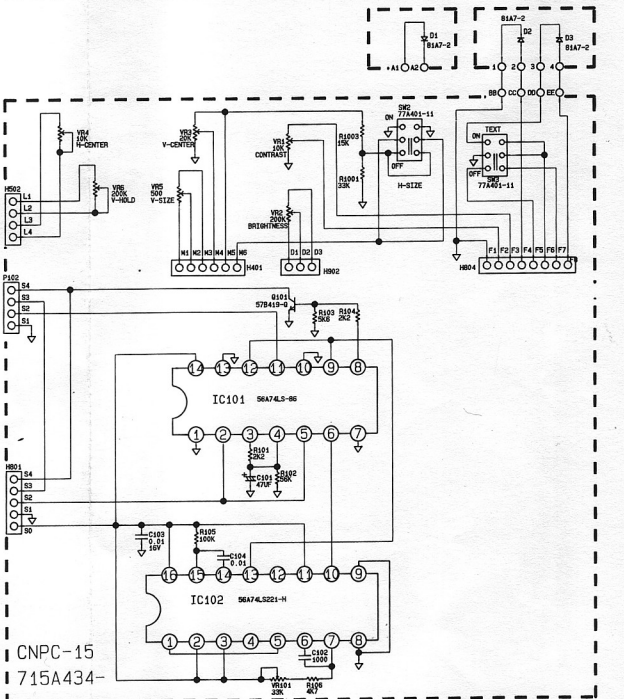 D1
81A7-2
A1 A2
81A7-2
D2
D3
81A7-2
1 2 3 4
BB CC DD EE
VR4
10K
H-CENTER
VR3
20K
V-CENTER
VR1
10K
CONTRAST
R1003
15K
SW2
77A401-11
ON
OFF
H-SIZE
TEXT
ON
OFF
SW3
77A401-11
H502
L1
L2
L3
L4
VR6
200K
V-HOLD
VR5
500
V-SIZE
VR2
200K
BRIGHTNESS
R1001
33K
M1 M2 M3 M4 M5 M6
H401
D1 D2 D3
H902
F1 F2 F3 F4 F5 F6 F7
H804
P102
S4
S3
S2
S1
Q101
57B419-Q
R103
5K6
R104
2K2
14 13 12 11 10 9 8
IC101 56A74LS-86
1 2 3 4 5 6 7
R101
2K2
C101
47UF
R102
56K
H801
S4
S3
S2
S1
S0
C103
0.01
16V
R105
100K
C104
0.01
16 15 14 13 12 11 10 9
IC102 56A74LS221-H
1 2 3 4 5 6 7 8
C102
1000
VR101
33K
R106
4K7
CNPC-15
715A434-